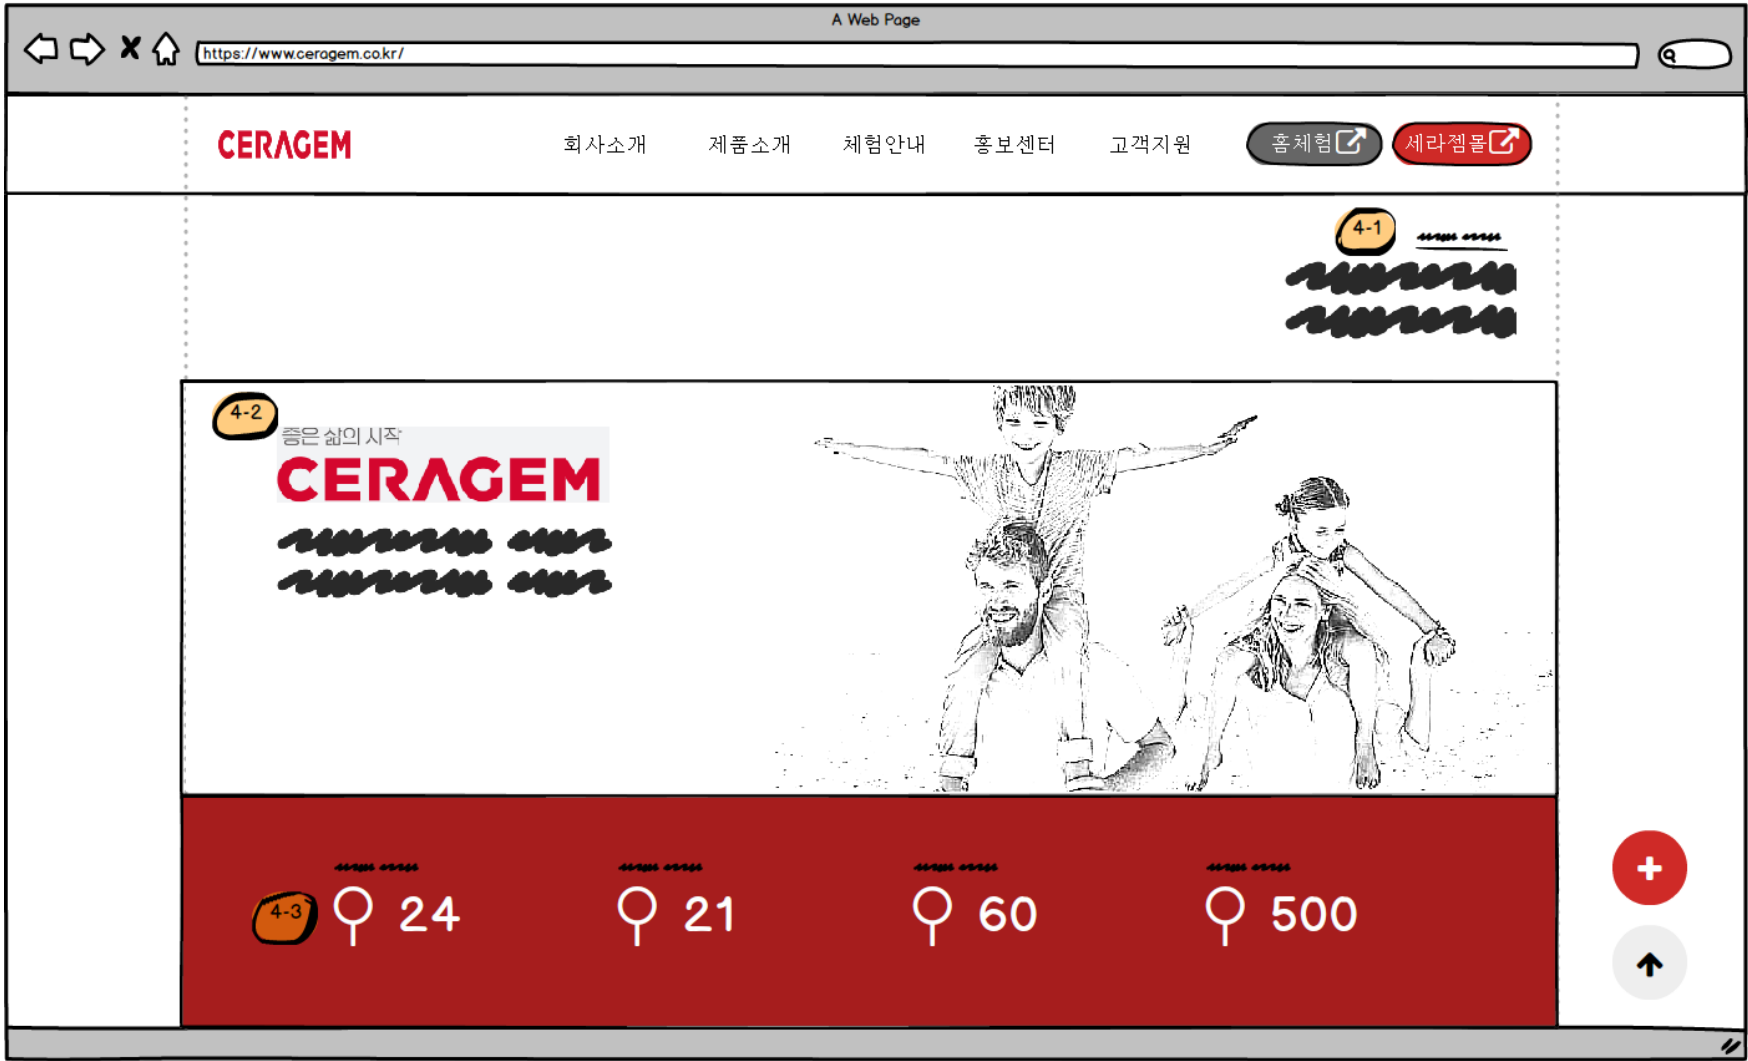 A Web Page
https://www.ceragem.co.kr/
CERAGEM
회사소개 제품소개 체험안내 홍보센터 고객지원 홈체험 세라젬몰
4-1
4-2
좋은 삶의 시작
CERAGEM
4-3
24 21 60 500